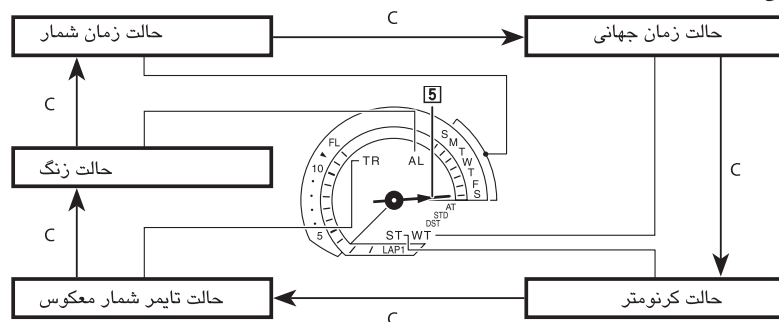 حالت زمان شمار
C
حالت زمان جهانی
C
C
5
FL
S
M
T
W
T
F
S
TR
AL
10
حالت زنگ
AT
STD
DST
C
5
ST
WT
LAP1
C
حالت تایمر شمار معکوس
حالت کرنومتر
C